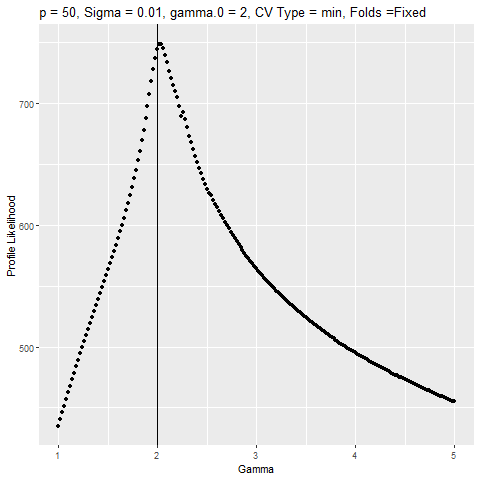 p = 50, Sigma = 0.01, gamma.0 = 2, CV Type = min, Folds =Fixed
Profile Likelihood
700
600
500
1 2 3 4 5
Gamma